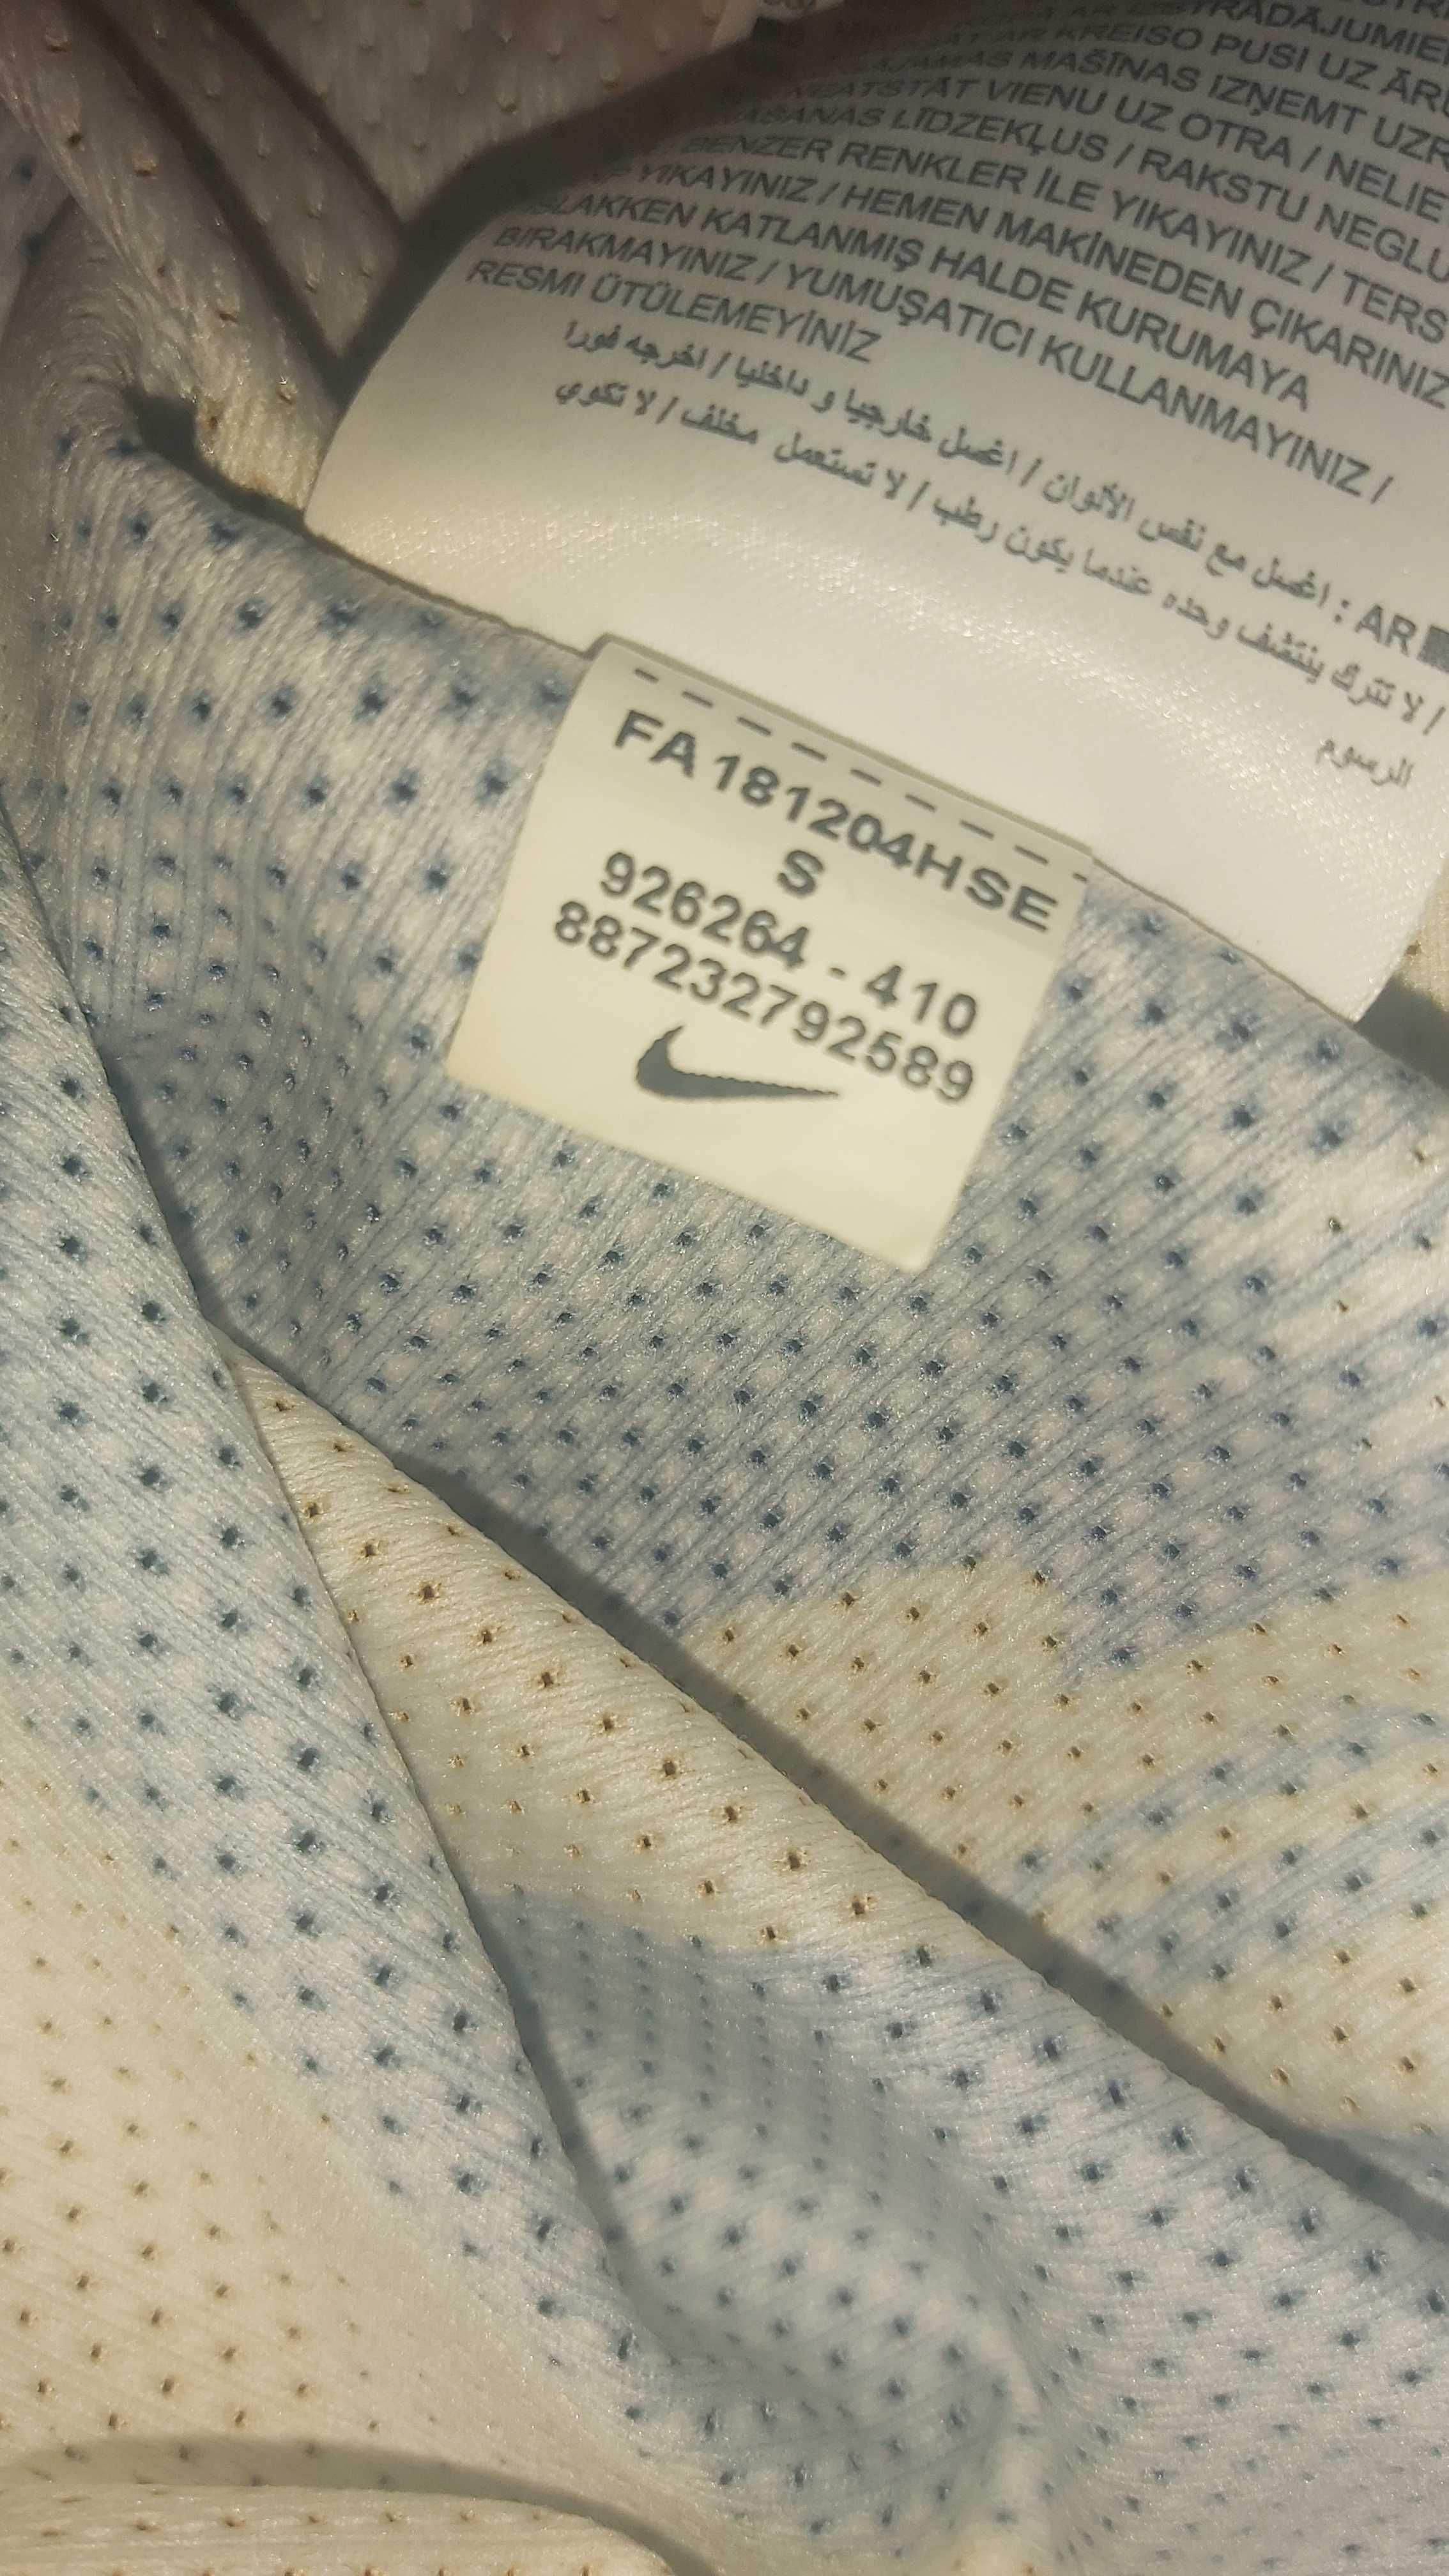 STRĀDĀJUMIEM
AR KREISO PUSI UZ ĀRU
MAŠĪNAS IZŅEMT UZR
NEATSTĀT VIENU UZ OTRA / NELIE
LĪDZEKĻUS / RAKSTU NEGLU
BENZER RENKLER İLE YIKAYINIZ / TERS
YIKAYINIZ / HEMEN MAKİNEDEN ÇIKARINIZ
ISLAKKEN KATLANMIŞ HALDE KURUMAYA
BIRAKMAYINIZ / YUMUŞATICI KULLANMAYINIZ /
RESMI ÜTÜLEMEYİNİZ
AR : اغسل مع نفس الألوان / اغسل خارجيا و داخليا / اخرجه فورا
/ لا تترك ينتشف وحده عندما يكون رطب / لا تستعمل مخلف / لا تكوي
الرسوم
FA181204HSE
S
926264 - 410
887232792589